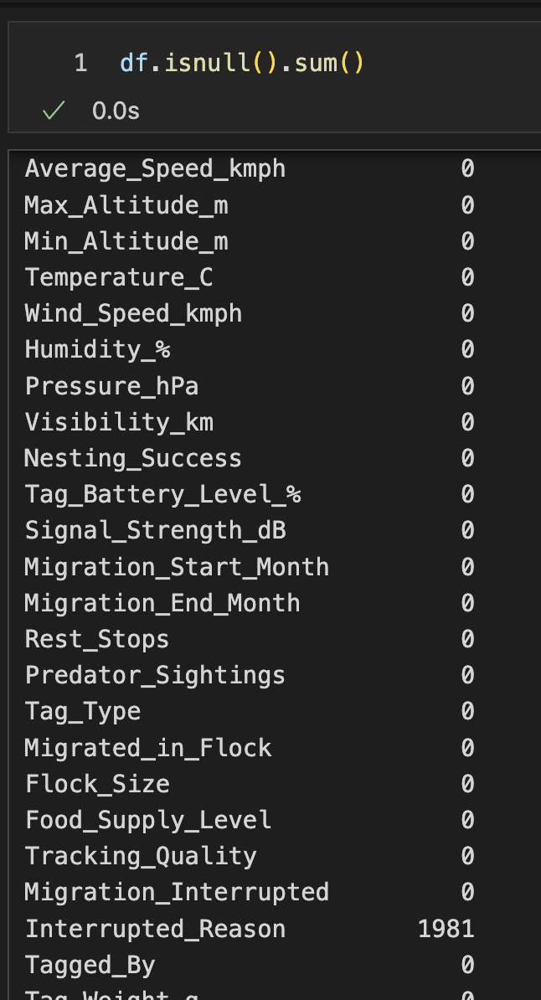 1 df.isnull().sum()
0.0s
Average_Speed_kmph 0
Max_Altitude_m 0
Min_Altitude_m 0
Temperature_C 0
Wind_Speed_kmph 0
Humidity_% 0
Pressure_hPa 0
Visibility_km 0
Nesting_Success 0
Tag_Battery_Level_% 0
Signal_Strength_dB 0
Migration_Start_Month 0
Migration_End_Month 0
Rest_Stops 0
Predator_Sightings 0
Tag_Type 0
Migrated_in_Flock 0
Flock_Size 0
Food_Supply_Level 0
Tracking_Quality 0
Migration_Interrupted 0
Interrupted_Reason 1981
Tagged_By 0
Tag_Weight_g 0